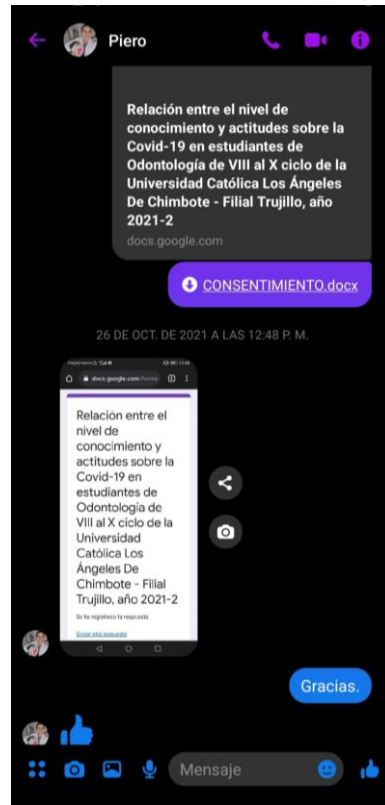 Piero
Relación entre el nivel de
conocimiento y actitudes sobre la
Covid-19 en estudiantes de
Odontología de VIII al X ciclo de la
Universidad Católica Los Ángeles
De Chimbote - Filial Trujillo, año
2021-2
docs.google.com
CONSENTIMIENTO.docx
26 DE OCT. DE 2021 A LAS 12:48 P. M.
docs.google.com/forms
Relación entre el
nivel de
conocimiento y
actitudes sobre la
Covid-19 en
estudiantes de
Odontología de
VIII al X ciclo de la
Universidad
Católica Los
Ángeles De
Chimbote - Filial
Trujillo, año 2021-2
Se ha registrado tu respuesta.
Enviar otra respuesta
Gracias.
Mensaje